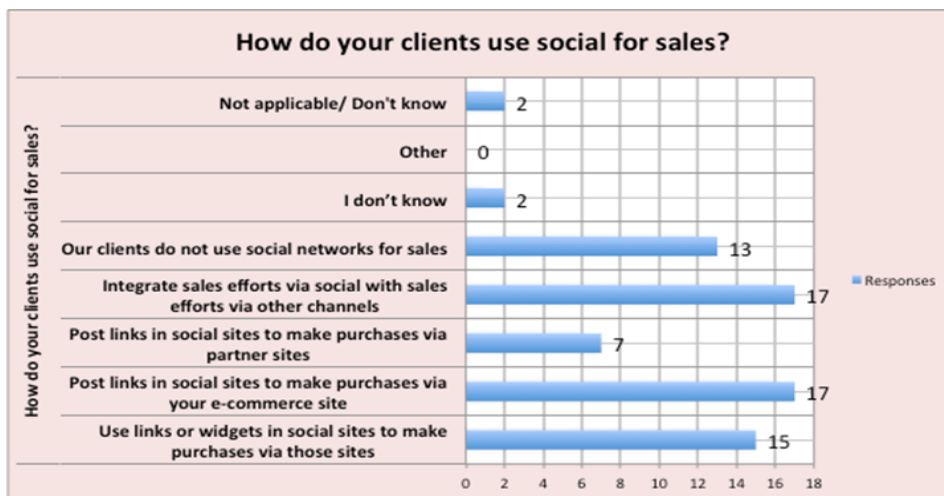 How do your clients use social for sales?
How do your clients use social for sales?
Not applicable/ Don't know
2
Other
0
I don’t know
2
Our clients do not use social networks for sales
13
Integrate sales efforts via social with sales
efforts via other channels
17
Post links in social sites to make purchases via
partner sites
7
Post links in social sites to make purchases via
your e-commerce site
17
Use links or widgets in social sites to make
purchases via those sites
15
Responses
0 2 4 6 8 10 12 14 16 18